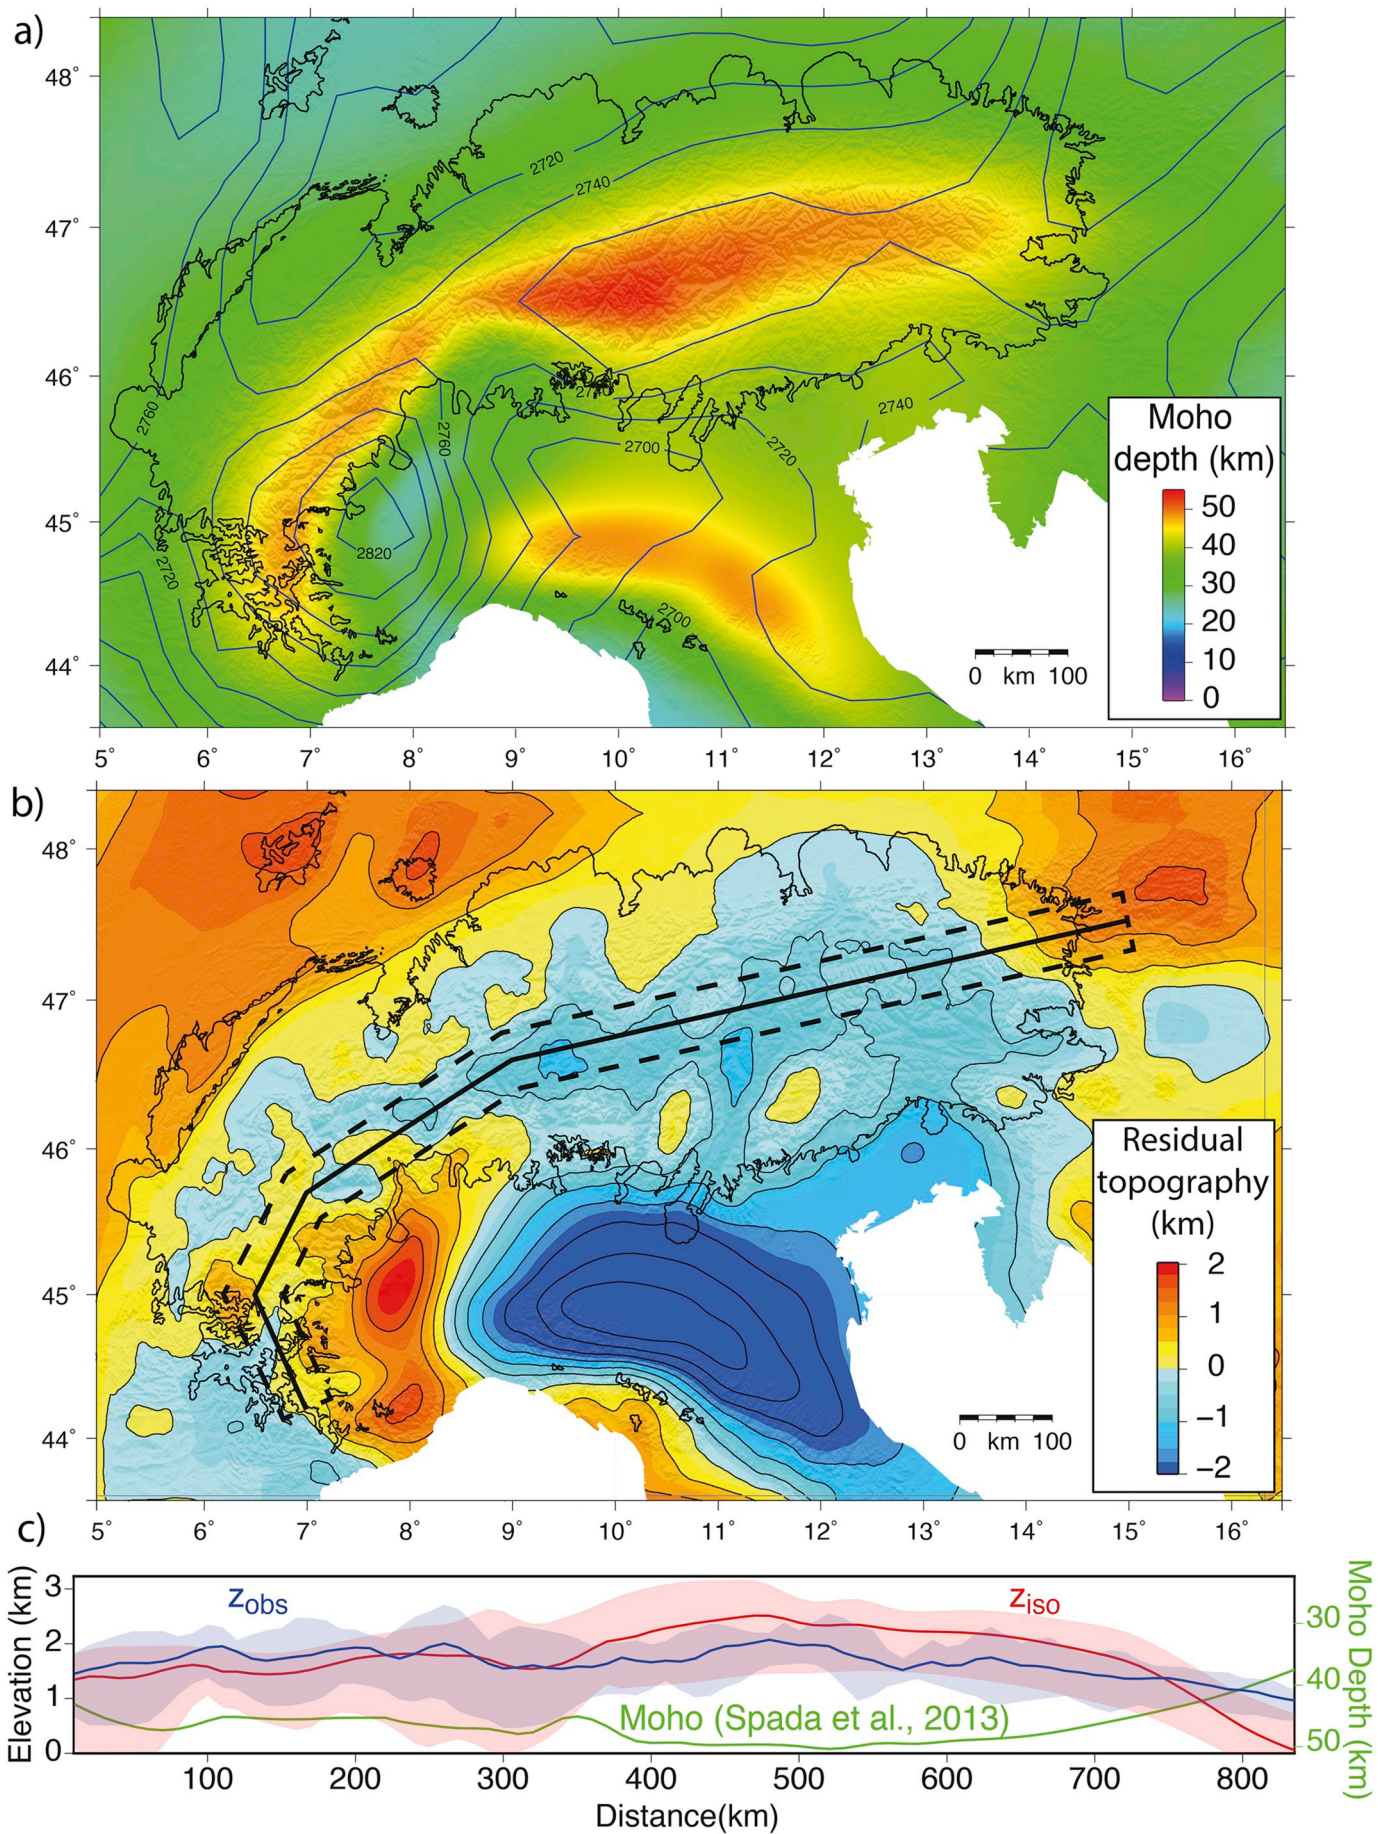 a)
48°
47°
46°
45°
44°
2720
2740
2760
2760
2740
2700
2720
2820
2720
2700
Moho
depth (km)
50
40
30
20
10
0
0 km 100
5° 6° 7° 8° 9° 10° 11° 12° 13° 14° 15° 16°
b)
48°
47°
46°
45°
44°
Residual
topography
(km)
2
1
0
−1
−2
0 km 100
5° 6° 7° 8° 9° 10° 11° 12° 13° 14° 15° 16°
c)
Elevation (km)
3
2
1
0
zobs
ziso
Moho (Spada et al., 2013)
30
40
50
Moho Depth (km)
100 200 300 400 500 600 700 800
Distance(km)